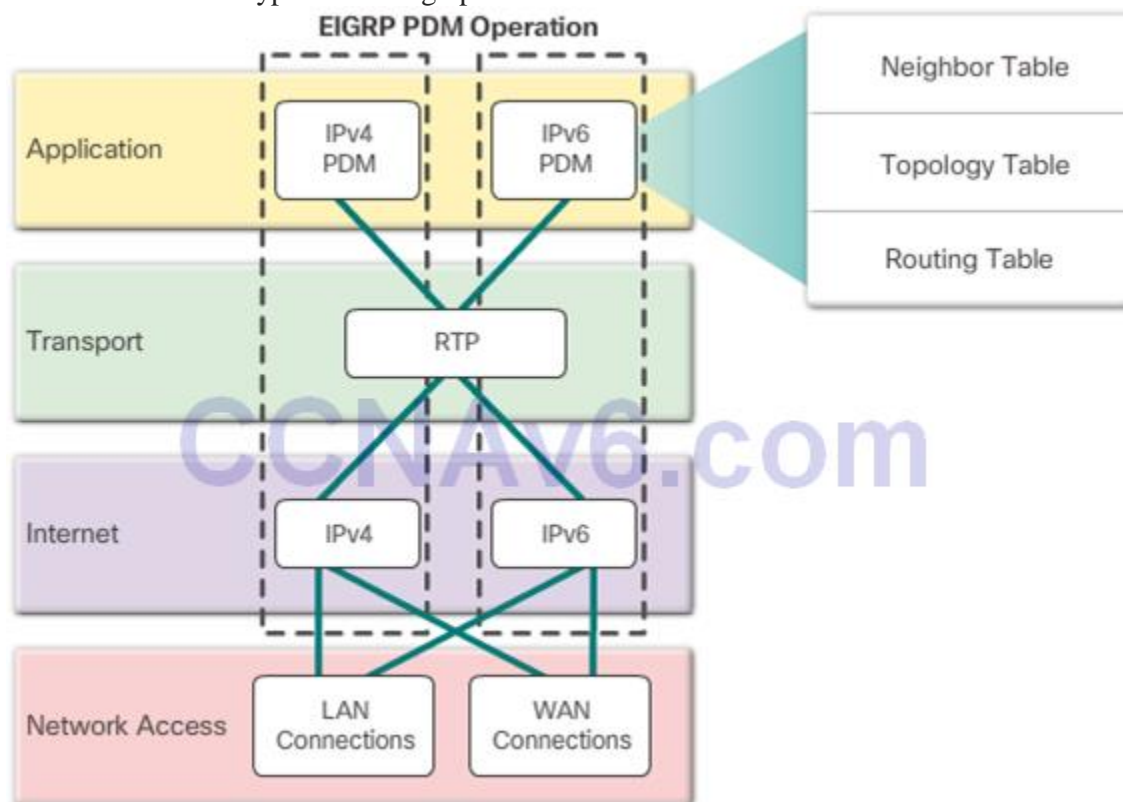 EIGRP PDM Operation
Application
IPv4
PDM
IPv6
PDM
Neighbor Table
Topology Table
Routing Table
Transport
RTP
CCNAv6.com
Internet
IPv4
IPv6
Network Access
LAN
Connections
WAN
Connections